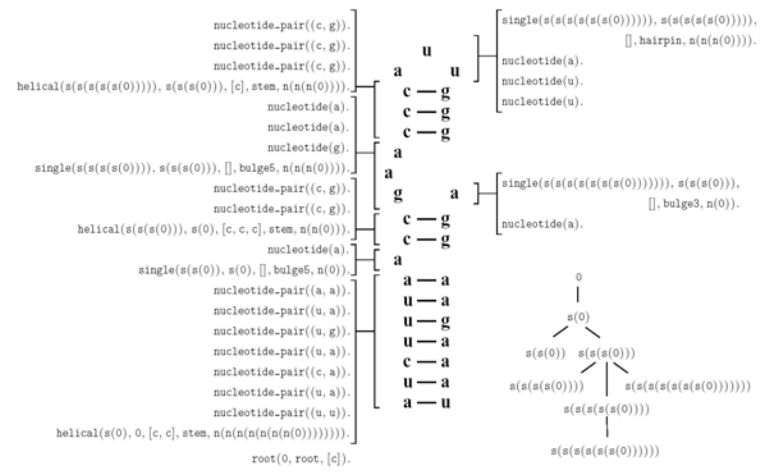 nucleotide_pair((c, g)).
nucleotide_pair((c, g)).
nucleotide_pair((c, g)).
helical(s(s(s(s(s(0))))), s(s(s(0))), [c], stem, n(n(n(0)))).
nucleotide(a).
nucleotide(a).
nucleotide(g).
single(s(s(s(s(0)))), s(s(s(0))), [], bulge5, n(n(n(0)))).
nucleotide_pair((c, g)).
nucleotide_pair((c, g)).
helical(s(s(s(0))), s(0), [c, c, c], stem, n(n(0))).
nucleotide(a).
single(s(s(0)), s(0), [], bulge5, n(0)).
nucleotide_pair((a, a)).
nucleotide_pair((u, a)).
nucleotide_pair((u, g)).
nucleotide_pair((u, a)).
nucleotide_pair((c, a)).
nucleotide_pair((u, a)).
nucleotide_pair((u, u)).
helical(s(0), 0, [c, c], stem, n(n(n(n(n(n(n(0)))))))).
root(0, root, [c]).
u
a u
c — g
c — g
c — g
a
a
g a
c — g
c — g
a
a — a
u — a
u — g
u — a
c — a
u — a
a — u
single(s(s(s(s(s(s(0)))))), s(s(s(s(s(0))))),
[], hairpin, n(n(n(0)))).
nucleotide(a).
nucleotide(u).
nucleotide(u).
single(s(s(s(s(s(s(s(0))))))), s(s(s(0))),
[], bulge3, n(0)).
nucleotide(a).
0
s(0)
s(s(0)) s(s(s(0)))
s(s(s(s(0)))) s(s(s(s(s(s(s(0)))))))
s(s(s(s(s(0)))))
s(s(s(s(s(s(0))))))